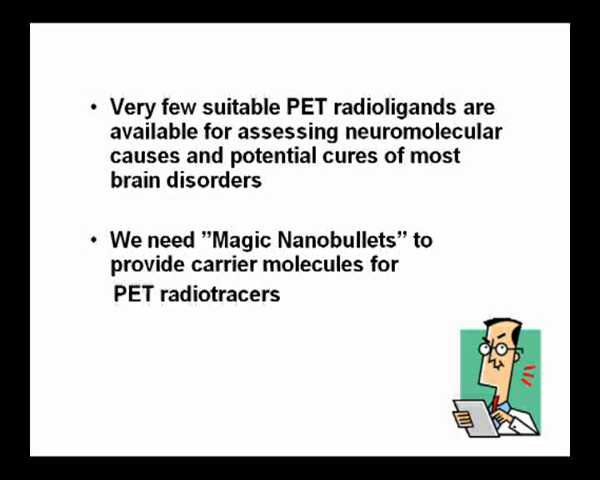 • Very few suitable PET radioligands are
available for assessing neuromolecular
causes and potential cures of most
brain disorders
• We need ”Magic Nanobullets” to
provide carrier molecules for
PET radiotracers